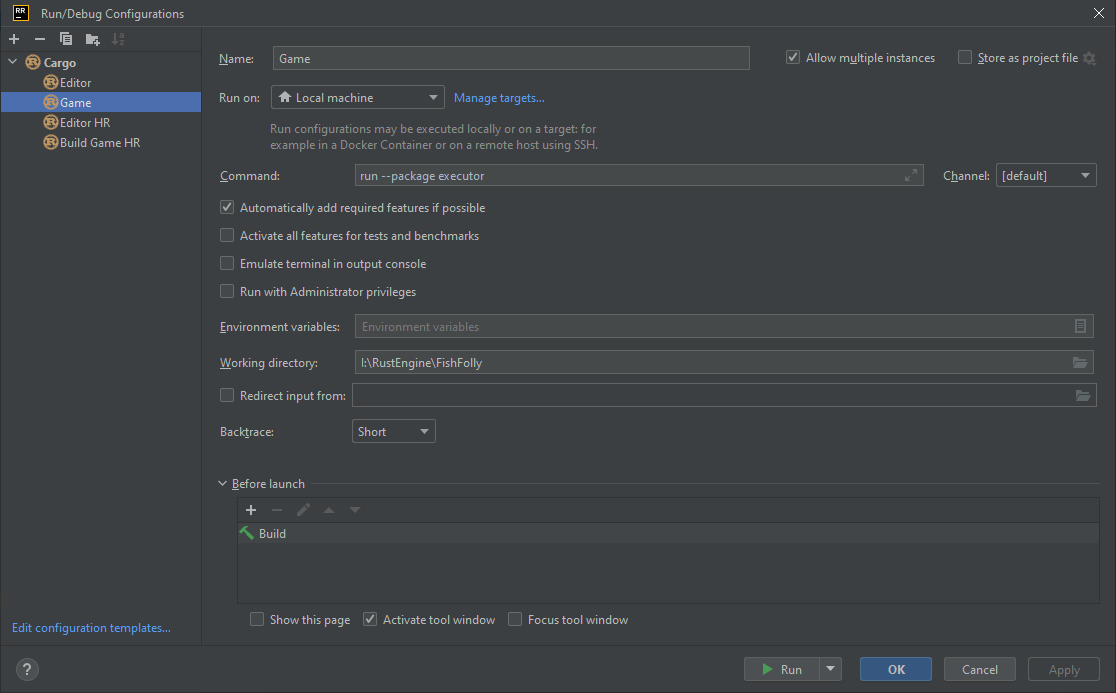 RR Run/Debug Configurations
Cargo
Editor
Game
Editor HR
Build Game HR
Edit configuration templates...
Name: Game
Allow multiple instances
Store as project file
Run on: Local machine Manage targets...
Run configurations may be executed locally or on a target: for
example in a Docker Container or on a remote host using SSH.
Command: run --package executor Channel: [default]
Automatically add required features if possible
Activate all features for tests and benchmarks
Emulate terminal in output console
Run with Administrator privileges
Environment variables: Environment variables
Working directory: I:\RustEngine\FishFolly
Redirect input from:
Backtrace: Short
Before launch
Build
Show this page Activate tool window Focus tool window
? Run OK Cancel Apply